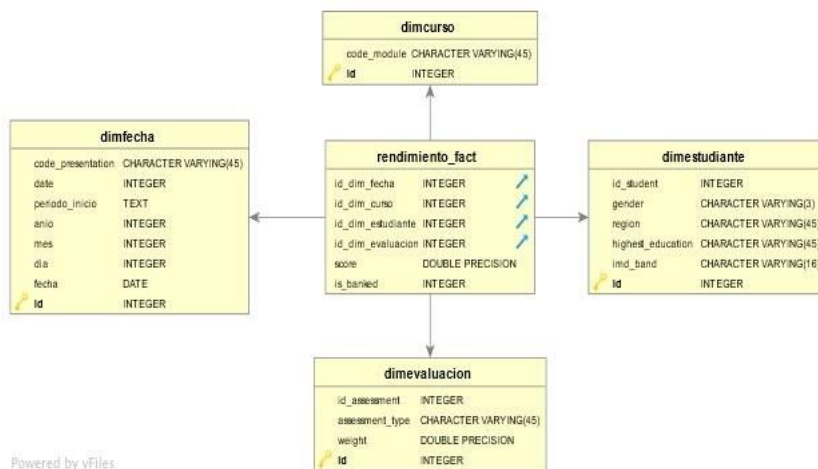 dimcurso
code_module CHARACTER VARYING(45)
Id INTEGER
dimfecha
code_presentation CHARACTER VARYING(45)
date INTEGER
periodo_inicio TEXT
anio INTEGER
mes INTEGER
dia INTEGER
fecha DATE
Id INTEGER
rendimiento_fact
id_dim_fecha INTEGER
id_dim_curso INTEGER
id_dim_estudiante INTEGER
id_dim_evaluacion INTEGER
score DOUBLE PRECISION
is_banked INTEGER
dimestudiante
id_student INTEGER
gender CHARACTER VARYING(3)
region CHARACTER VARYING(45)
highest_education CHARACTER VARYING(45)
imd_band CHARACTER VARYING(16)
Id INTEGER
dimevaluacion
id_assessment INTEGER
assessment_type CHARACTER VARYING(45)
weight DOUBLE PRECISION
Id INTEGER
Powered by yFiles